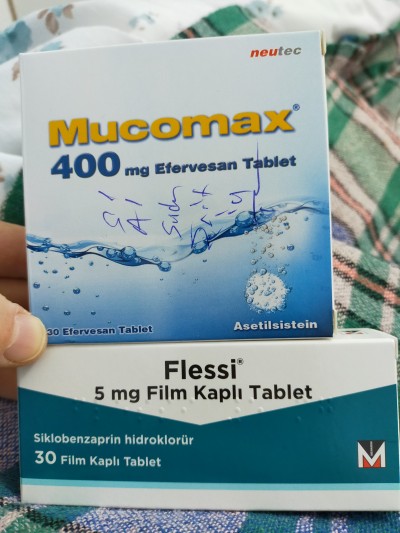 neutec
Mucomax®
400 mg Efervesan Tablet
30 Efervesan Tablet
Asetilsistein
Flessi®
5 mg Film Kaplı Tablet
Siklobenzaprin hidroklorür
30 Film Kaplı Tablet